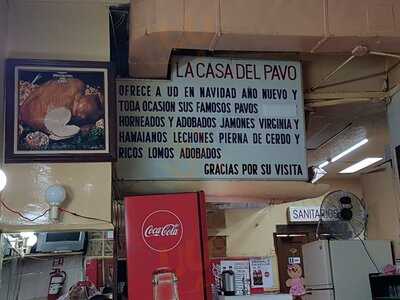 LA CASA DEL PAVO
OFRECE A UD EN NAVIDAD AÑO NUEVO Y
TODA OCASION SUS FAMOSOS PAVOS
HORNEADOS Y ADOBADOS JAMONES VIRGINIA Y
HAWAIANOS LECHONES PIERNA DE CERDO Y
RICOS LOMOS ADOBADOS
GRACIAS POR SU VISITA
SANITARIOS
Coca-Cola